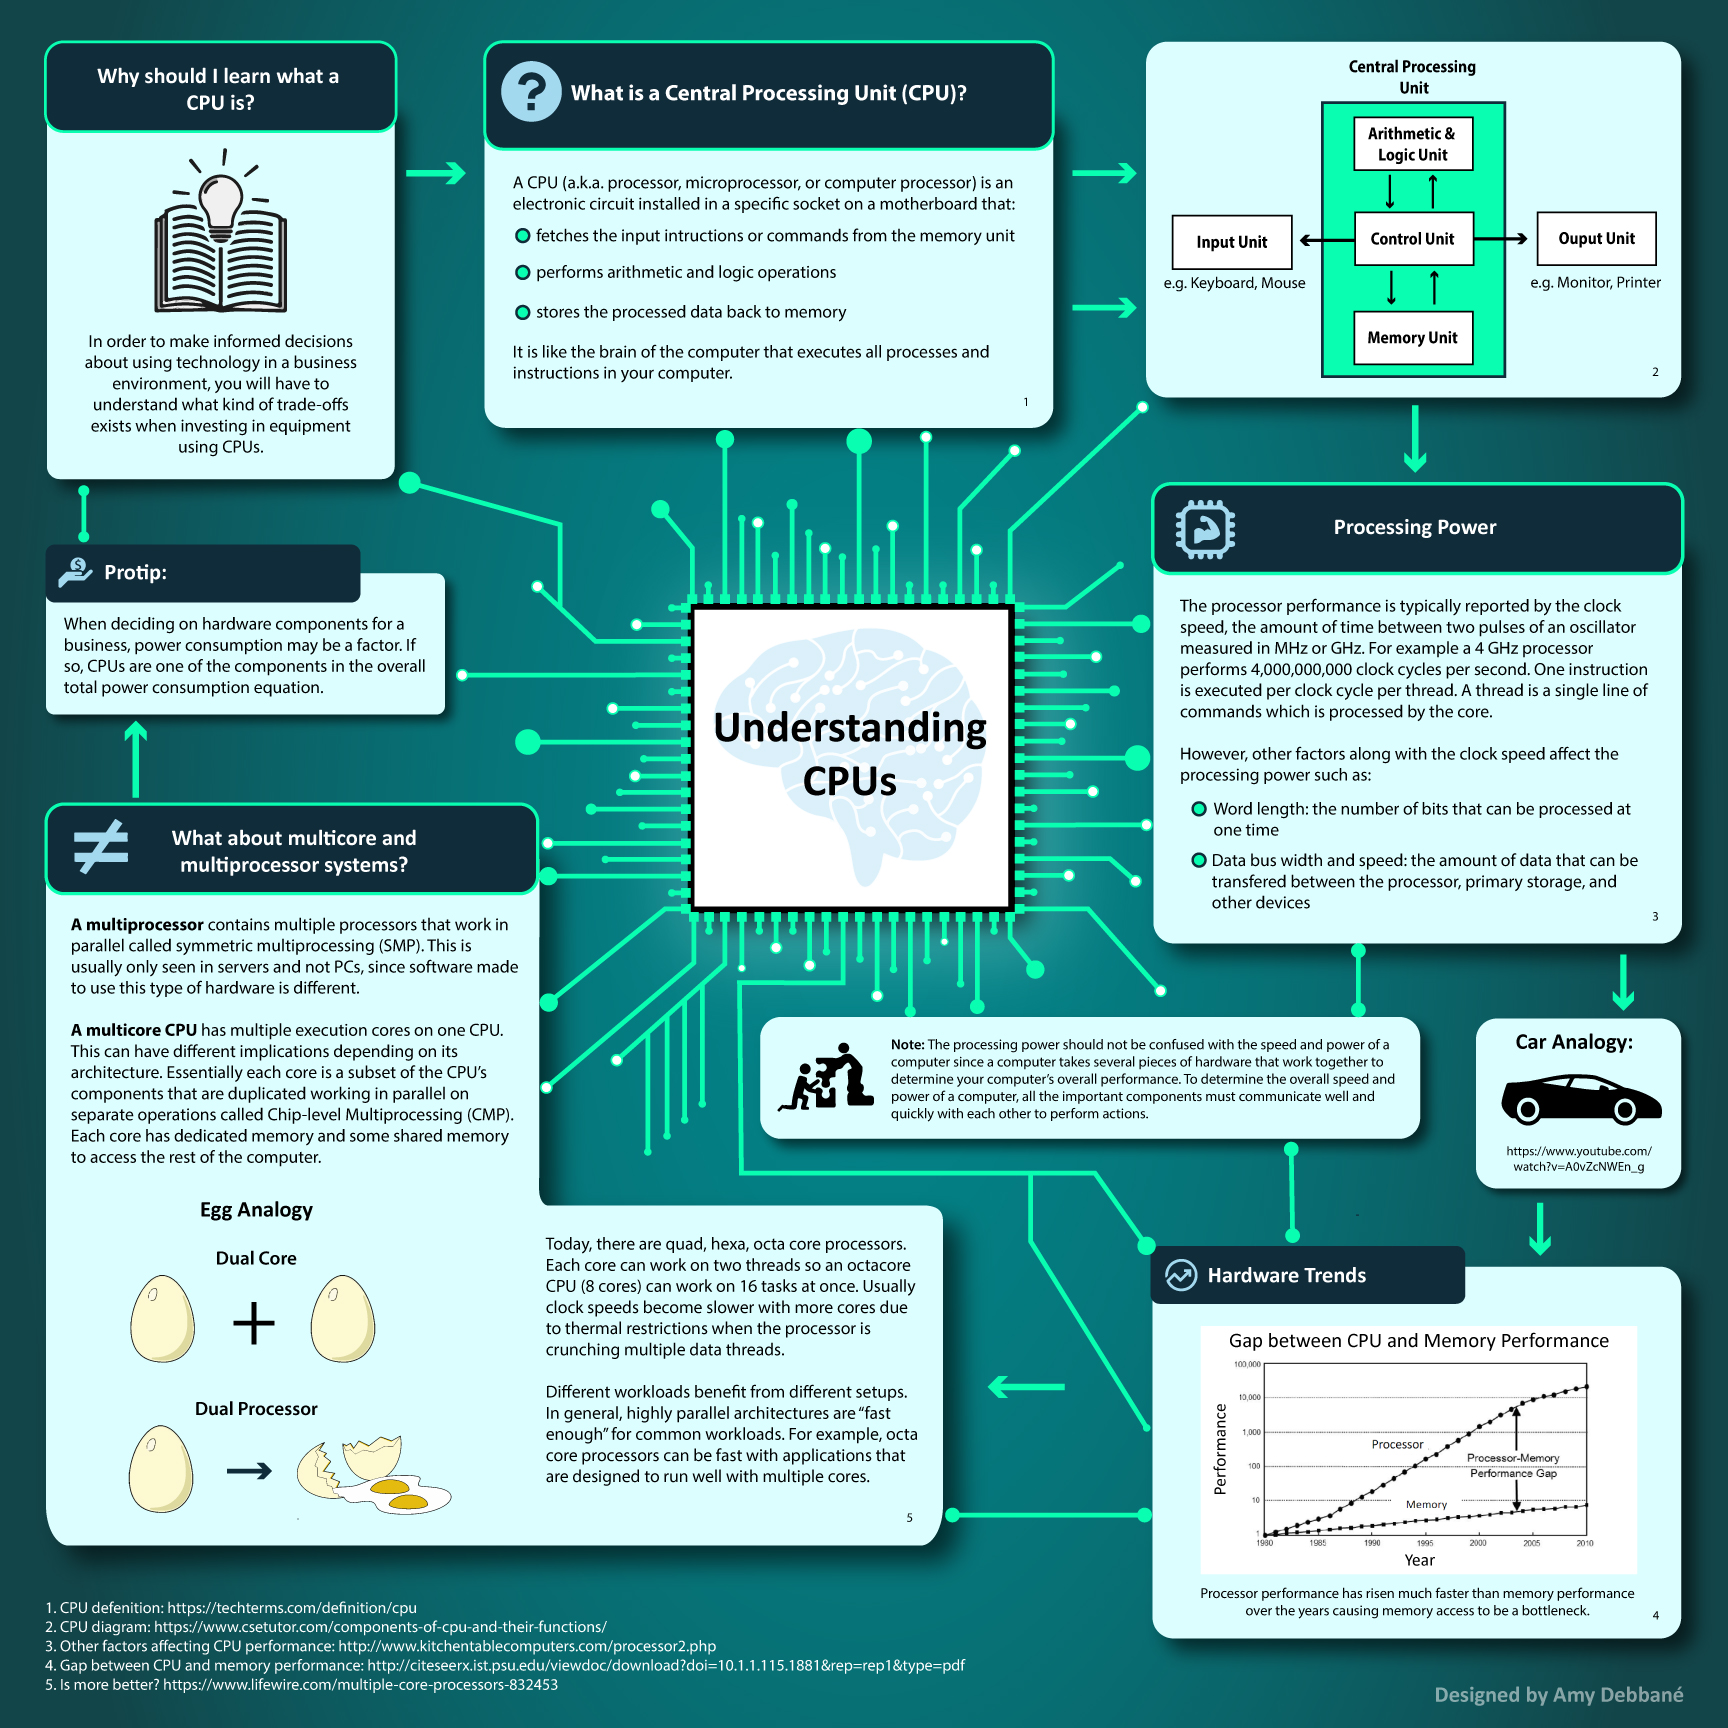 Why should I learn what a
CPU is?
In order to make informed decisions
about using technology in a business
environment, you will have to
understand what kind of trade-offs
exists when investing in equipment
using CPUs.
What is a Central Processing Unit (CPU)?
A CPU (a.k.a. processor, microprocessor, or computer processor) is an
electronic circuit installed in a specific socket on a motherboard that:
fetches the input intructions or commands from the memory unit
performs arithmetic and logic operations
stores the processed data back to memory
It is like the brain of the computer that executes all processes and
instructions in your computer.
1
Central Processing
Unit
Arithmetic &
Logic Unit
Input Unit
Control Unit
Ouput Unit
e.g. Keyboard, Mouse
e.g. Monitor, Printer
Memory Unit
2
Processing Power
The processor performance is typically reported by the clock
speed, the amount of time between two pulses of an oscillator
measured in MHz or GHz. For example a 4 GHz processor
performs 4,000,000,000 clock cycles per second. One instruction
is executed per clock cycle per thread. A thread is a single line of
commands which is processed by the core.
However, other factors along with the clock speed affect the
processing power such as:
Word length: the number of bits that can be processed at
one time
Data bus width and speed: the amount of data that can be
transfered between the processor, primary storage, and
other devices
3
Protip:
When deciding on hardware components for a
business, power consumption may be a factor. If
so, CPUs are one of the components in the overall
total power consumption equation.
Understanding
CPUs
What about multicore and
multiprocessor systems?
A multiprocessor contains multiple processors that work in
parallel called symmetric multiprocessing (SMP). This is
usually only seen in servers and not PCs, since software made
to use this type of hardware is different.
A multicore CPU has multiple execution cores on one CPU.
This can have different implications depending on its
architecture. Essentially each core is a subset of the CPU's
components that are duplicated working in parallel on
separate operations called Chip-level Multiprocessing (CMP).
Each core has dedicated memory and some shared memory
to access the rest of the computer.
Egg Analogy
Dual Core
Dual Processor
Today, there are quad, hexa, octa core processors.
Each core can work on two threads so an octacore
CPU (8 cores) can work on 16 tasks at once. Usually
clock speeds become slower with more cores due
to thermal restrictions when the processor is
crunching multiple data threads.
Different workloads benefit from different setups.
In general, highly parallel architectures are “fast
enough” for common workloads. For example, octa
core processors can be fast with applications that
are designed to run well with multiple cores.
5
Note: The processing power should not be confused with the speed and power of a
computer since a computer takes several pieces of hardware that work together to
determine your computer's overall performance. To determine the overall speed and
power of a computer, all the important components must communicate well and
quickly with each other to perform actions.
Car Analogy:
https://www.youtube.com/
watch?v=A0vZcNWEn_g
Hardware Trends
Gap between CPU and Memory Performance
100,000
10,000
1,000
100
10
1
Performance
Processor
Processor-Memory
Performance Gap
Memory
1980 1985 1990 1995 2000 2005 2010
Year
Processor performance has risen much faster than memory performance
over the years causing memory access to be a bottleneck.
4
1. CPU defenition: https://techterms.com/definition/cpu
2. CPU diagram: https://www.csetutor.com/components-of-cpu-and-their-functions/
3. Other factors affecting CPU performance: http://www.kitchentablecomputers.com/processor2.php
4. Gap between CPU and memory performance: http://citeseerx.ist.psu.edu/viewdoc/download?doi=10.1.1.115.1881&rep=rep1&type=pdf
5. Is more better? https://www.lifewire.com/multiple-core-processors-832453
Designed by Amy Debbané